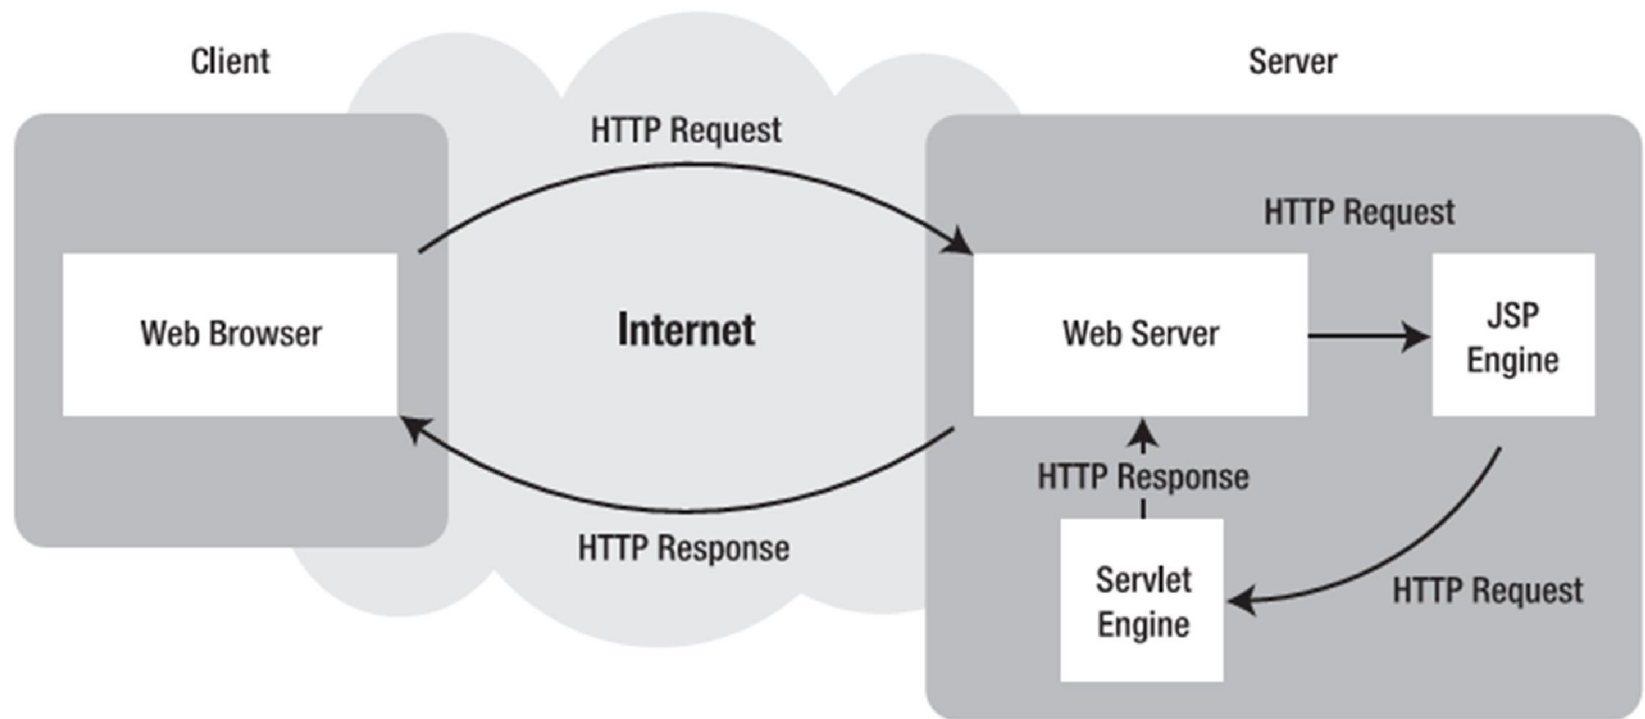 Client
Server
HTTP Request
HTTP Request
Web Browser
Internet
Web Server
JSP
Engine
HTTP Response
HTTP Response
Servlet
Engine
HTTP Request